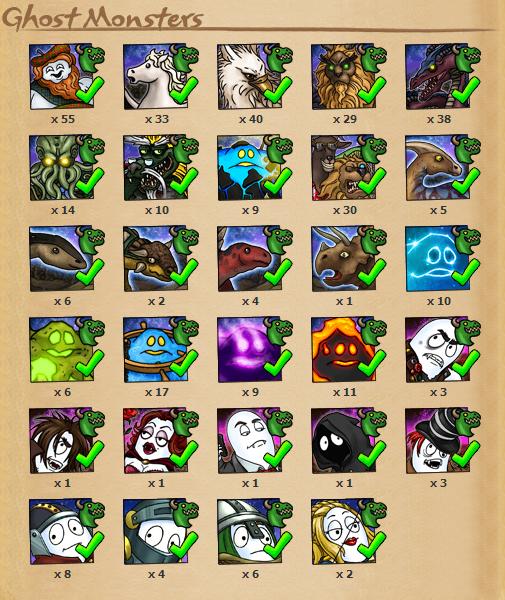 Ghost Monsters
x 55 x 33 x 40 x 29 x 38
x 14 x 10 x 9 x 30 x 5
x 6 x 2 x 4 x 1 x 10
x 6 x 17 x 9 x 11 x 3
x 1 x 1 x 1 x 1 x 3
x 8 x 4 x 6 x 2